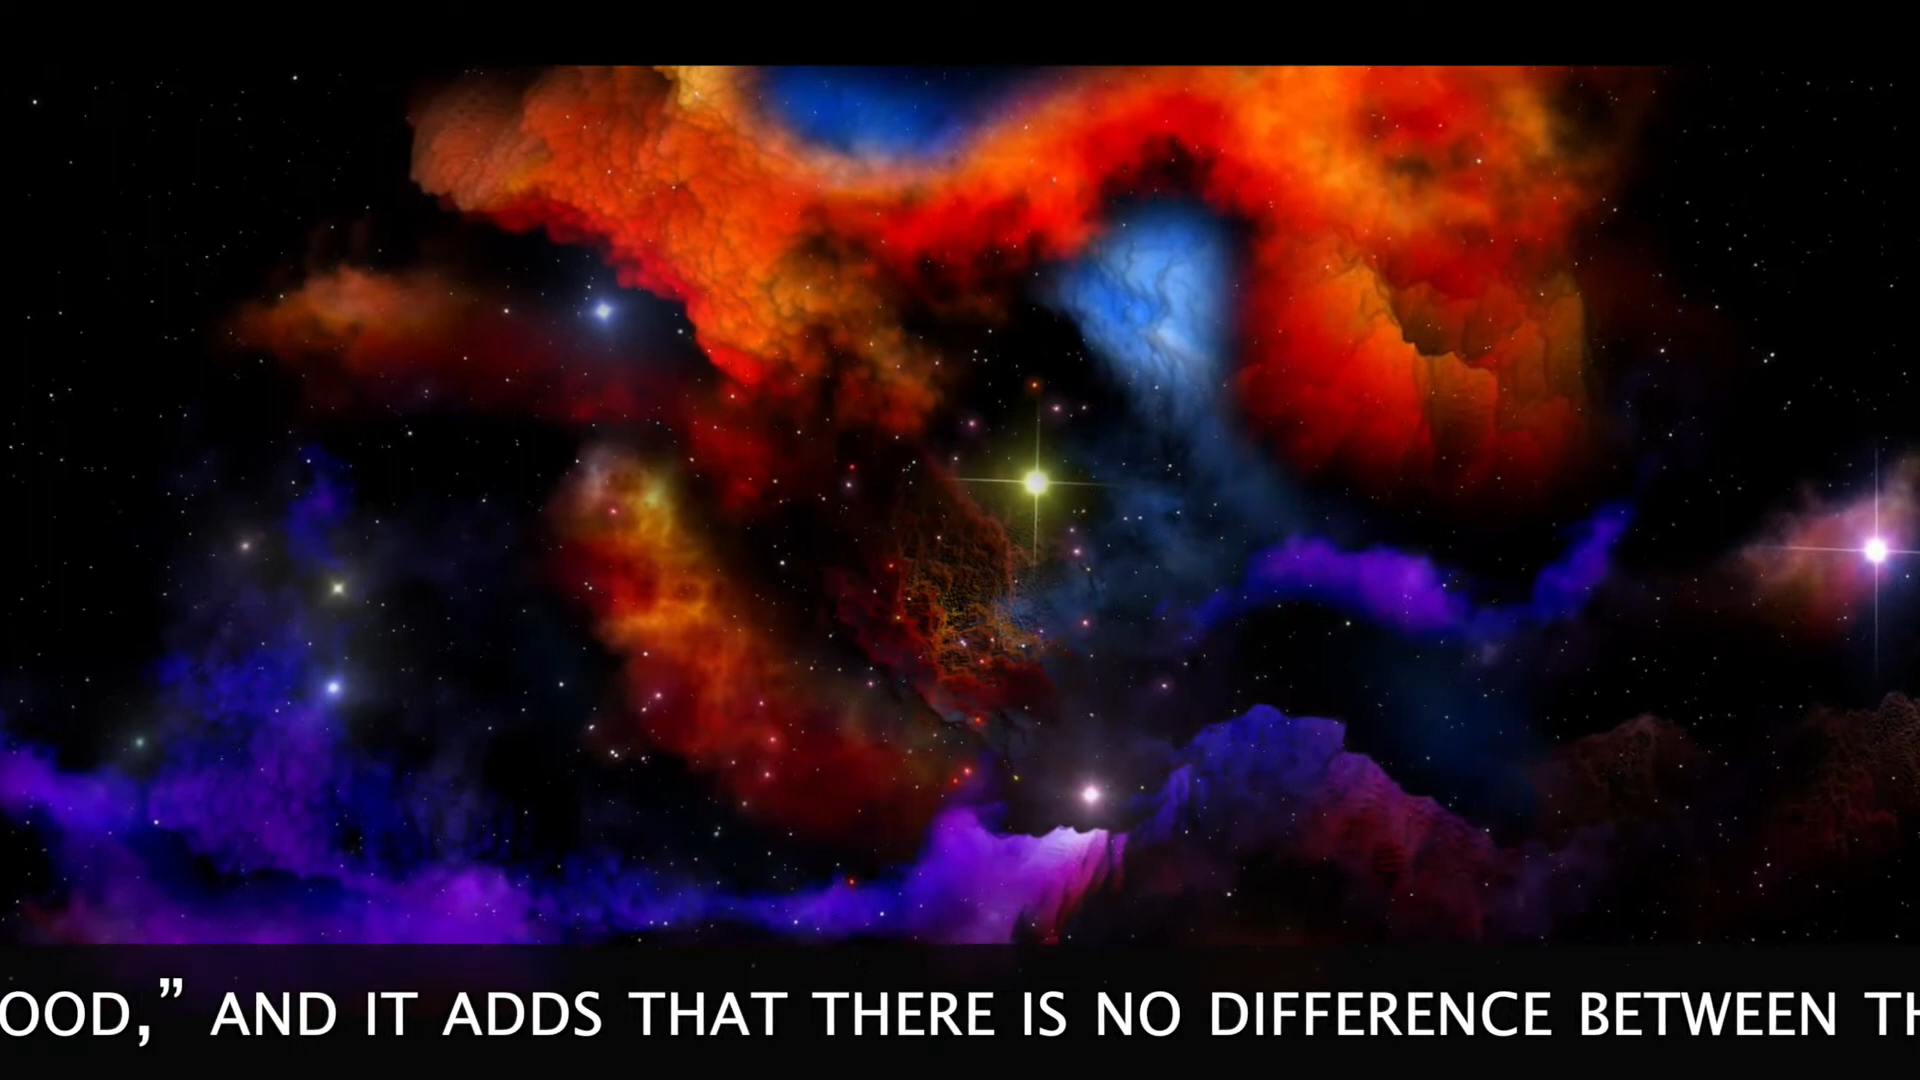 OOD,” AND IT ADDS THAT THERE IS NO DIFFERENCE BETWEEN TH